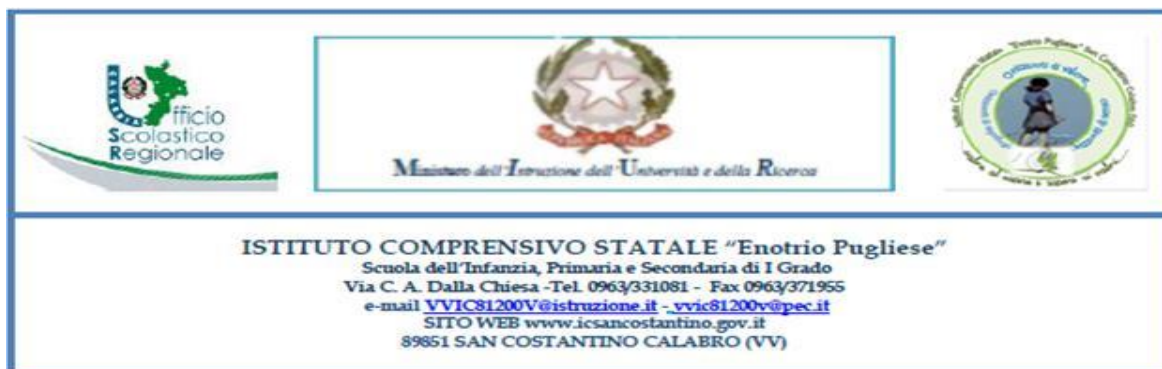 Ufficio
Scolastico
Regionale
Ministero dell'Istruzione dell'Università e della Ricerca
ISTITUTO COMPRENSIVO STATALE “Enotrio Pugliese”
Scuola dell'Infanzia, Primaria e Secondaria di I Grado
Via C. A. Dalla Chiesa -Tel. 0963/331081 - Fax 0963/371955
e-mail VVIC81200V@istruzione.it - vvic81200v@pec.it
SITO WEB www.icsancostantino.gov.it
89851 SAN COSTANTINO CALABRO (VV)